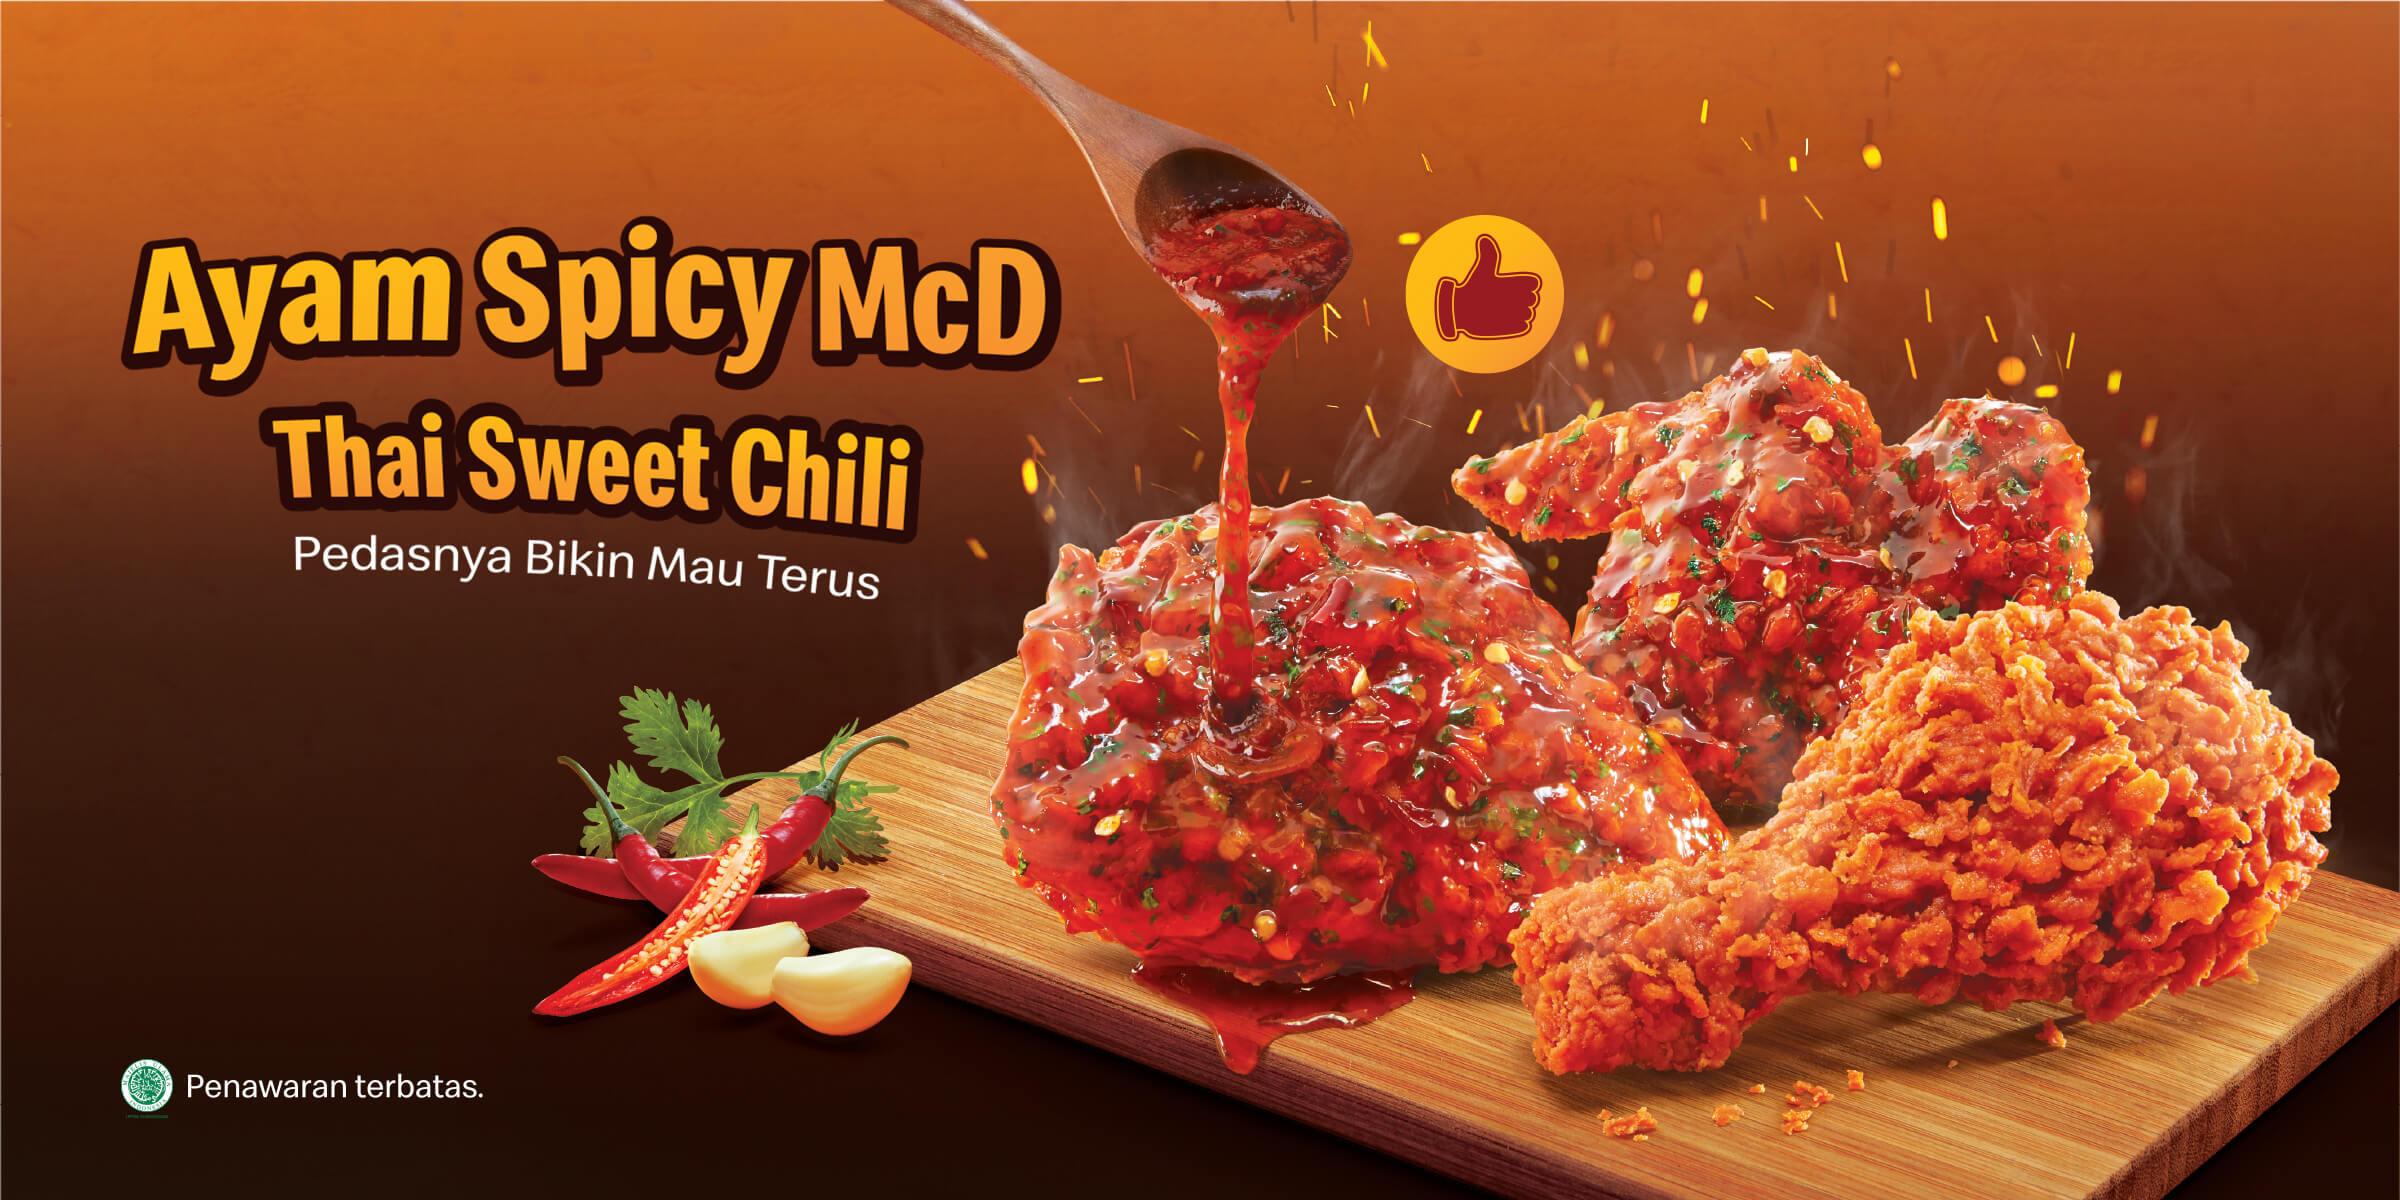 Ayam Spicy McD
Thai Sweet Chili
Pedasnya Bikin Mau Terus
Penawaran terbatas.